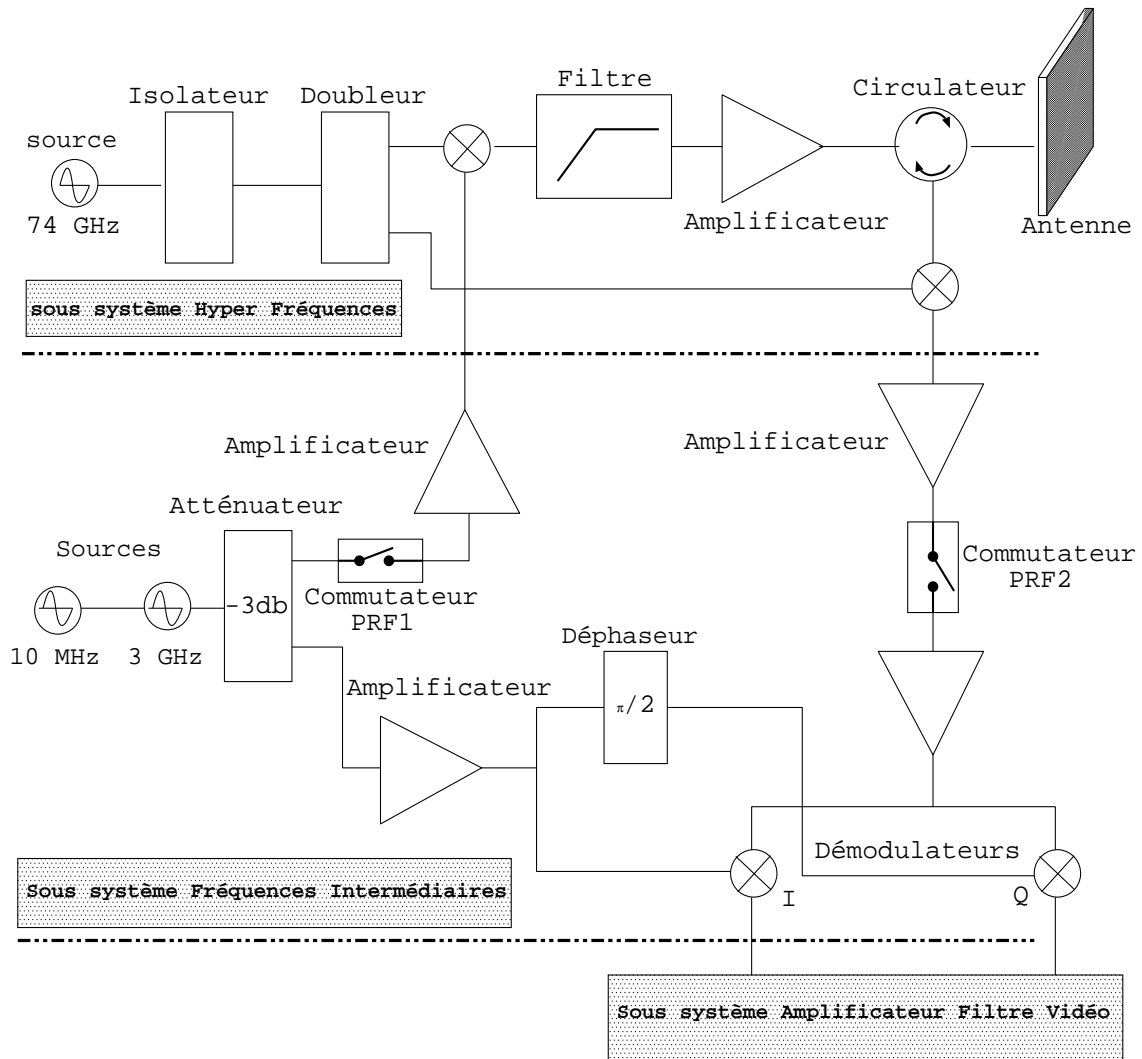 Filtre
Circulateur
Isolateur
Doubleur
source
74 GHz
Amplificateur
Antenne
sous système Hyper Fréquences
Amplificateur
Amplificateur
Atténuateur
Sources
-3db
Commutateur
PRF1
Commutateur
PRF2
10 MHz
3 GHz
Déphaseur
π/2
Amplificateur
Démodulateurs
I
Q
Sous système Fréquences Intermédiaires
Sous système Amplificateur Filtre Vidéo